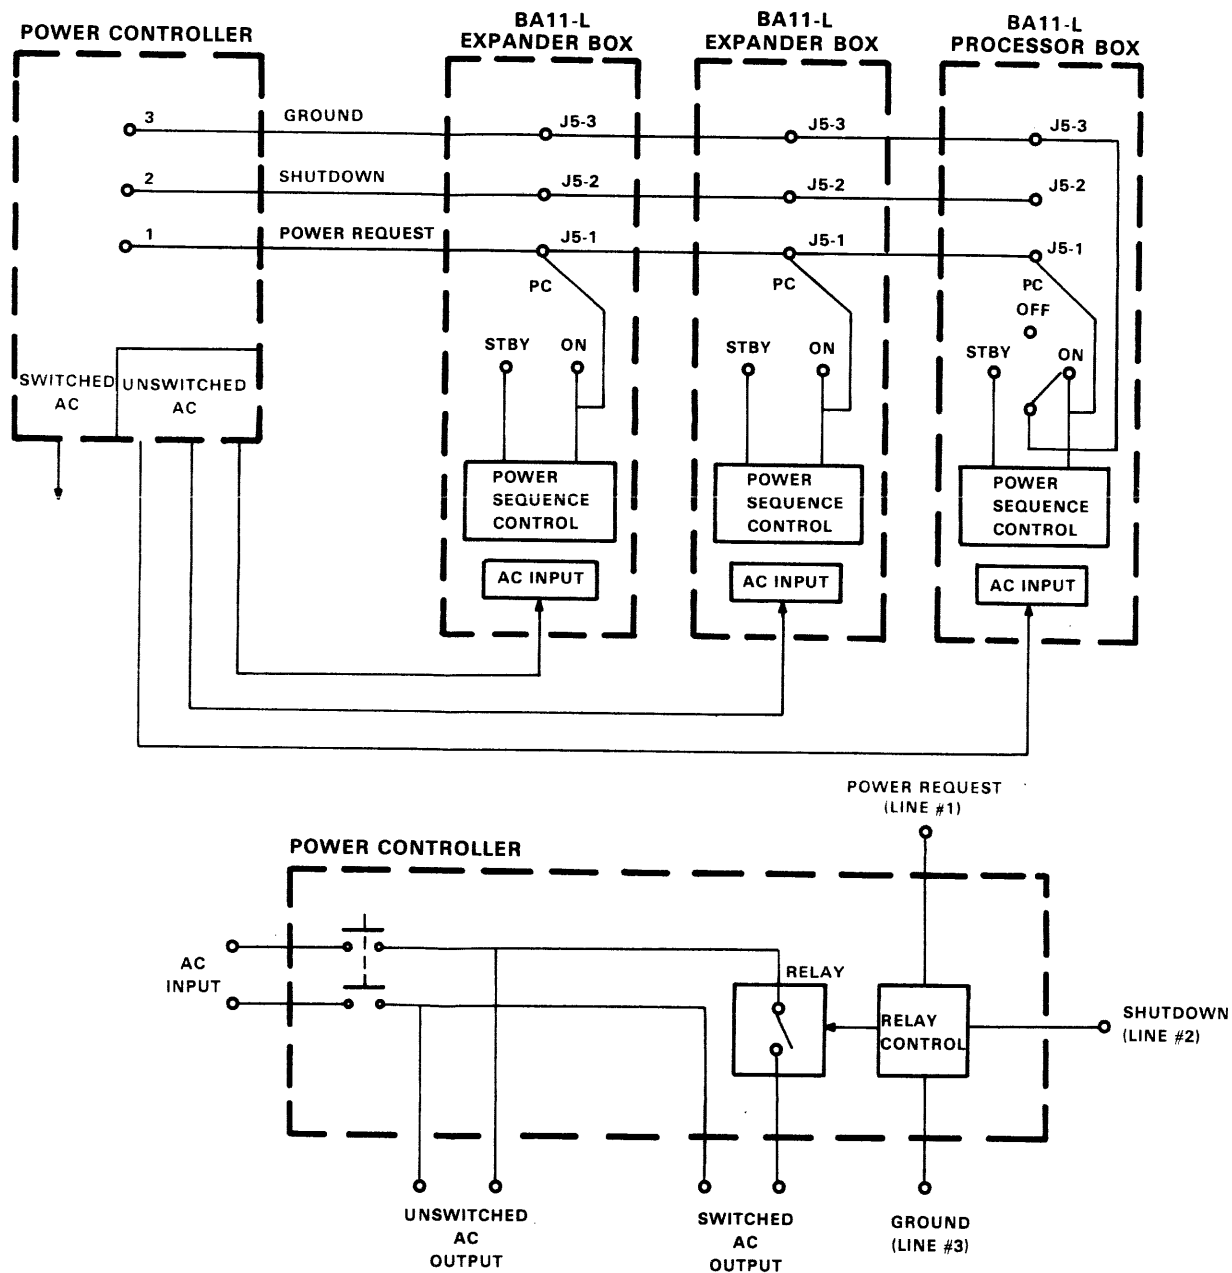 POWER CONTROLLER
BA11-L
EXPANDER BOX
BA11-L
EXPANDER BOX
BA11-L
PROCESSOR BOX
3
GROUND
J5-3
J5-3
J5-3
2
SHUTDOWN
J5-2
J5-2
J5-2
1
POWER REQUEST
J5-1
J5-1
J5-1
PC
PC
PC
OFF
STBY
ON
STBY
ON
STBY
ON
SWITCHED
AC
UNSWITCHED
AC
POWER
SEQUENCE
CONTROL
POWER
SEQUENCE
CONTROL
POWER
SEQUENCE
CONTROL
AC INPUT
AC INPUT
AC INPUT
POWER REQUEST
(LINE #1)
POWER CONTROLLER
AC
INPUT
RELAY
RELAY
CONTROL
SHUTDOWN
(LINE #2)
UNSWITCHED
AC
OUTPUT
SWITCHED
AC
OUTPUT
GROUND
(LINE #3)